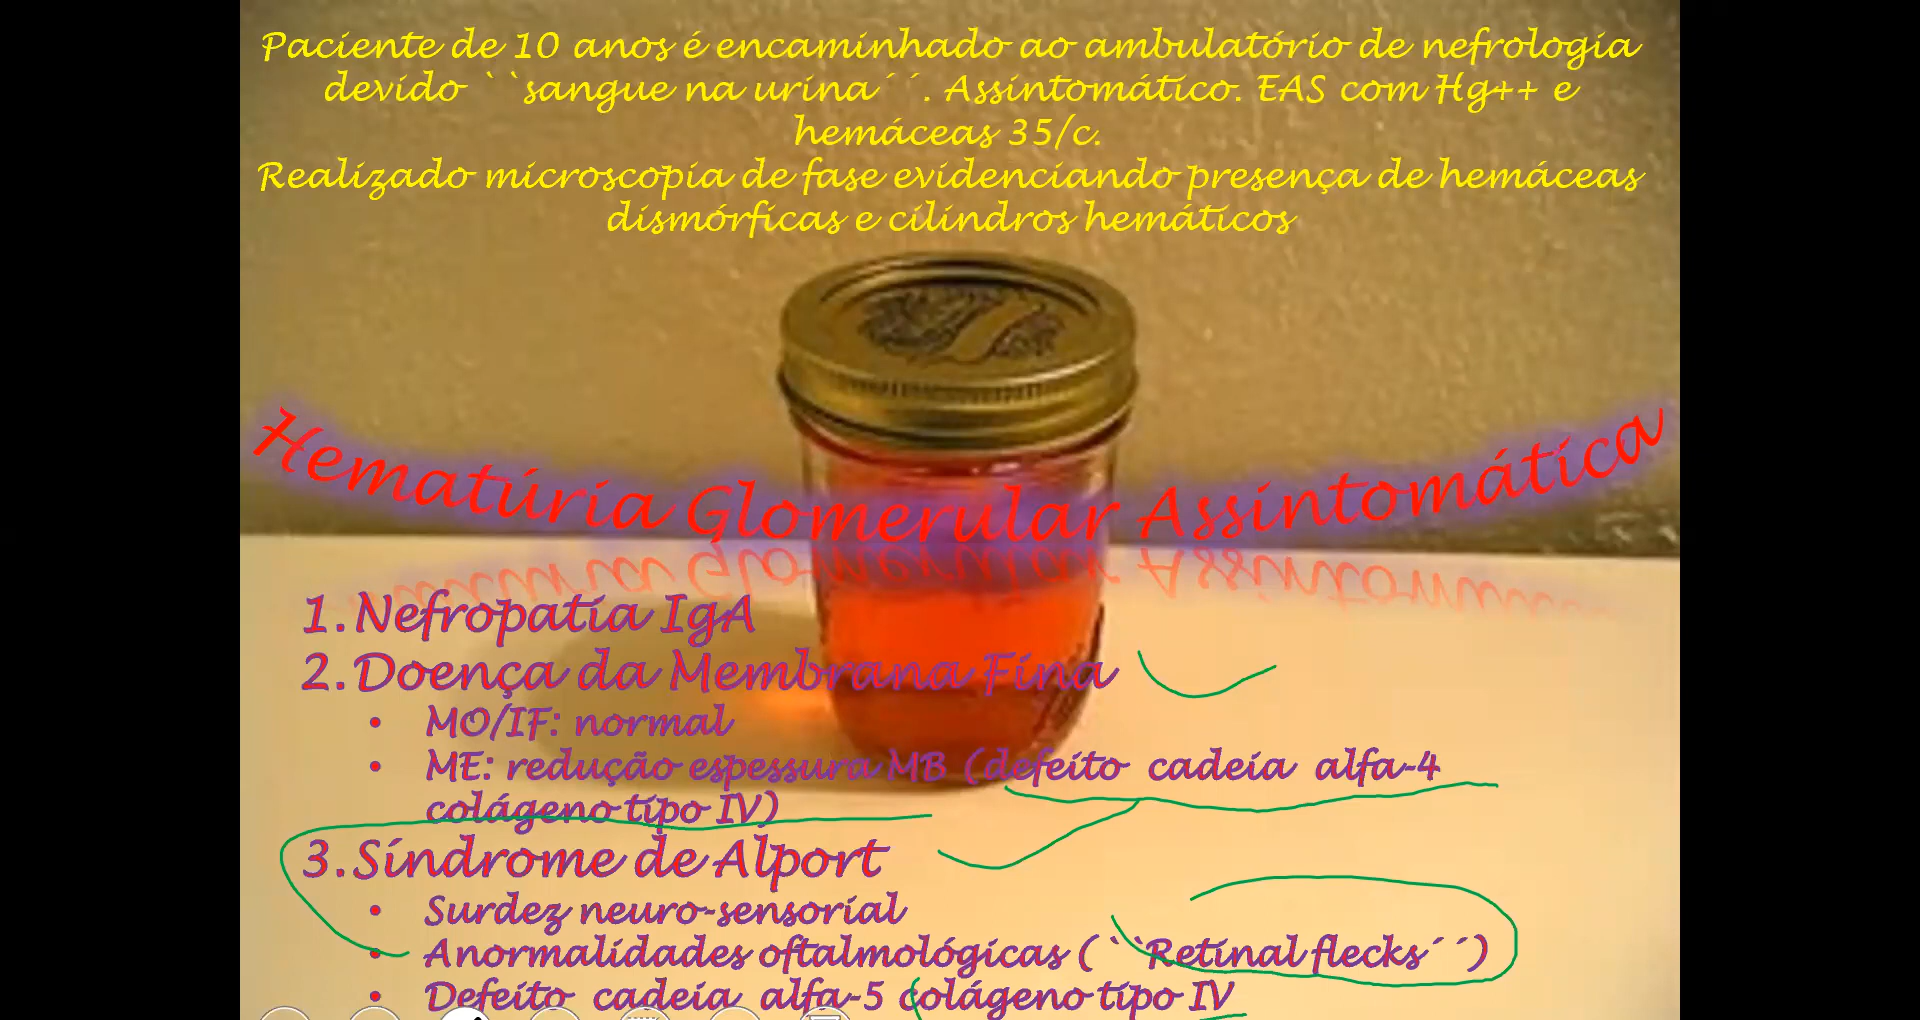 Paciente de 10 anos é encaminhado ao ambulatório de nefrologia
devido ``sangue na urina´´. Assintomático. EAS com Hg++ e
hemáceas 35/c.
Realizado microscopia de fase evidenciando presença de hemáceas
dismórficas e cilindros hemáticos
Hematúria Glomerular Assintomática
1. Nefropatia IgA
2. Doença da Membrana Fina
• MO/IF: normal
• ME: redução espessura MB (defeito cadeia alfa-4
colágeno tipo IV)
3. Síndrome de Alport
• Surdez neuro-sensorial
• Anormalidades oftalmológicas (``Retinal flecks´´)
• Defeito cadeia alfa-5 colágeno tipo IV